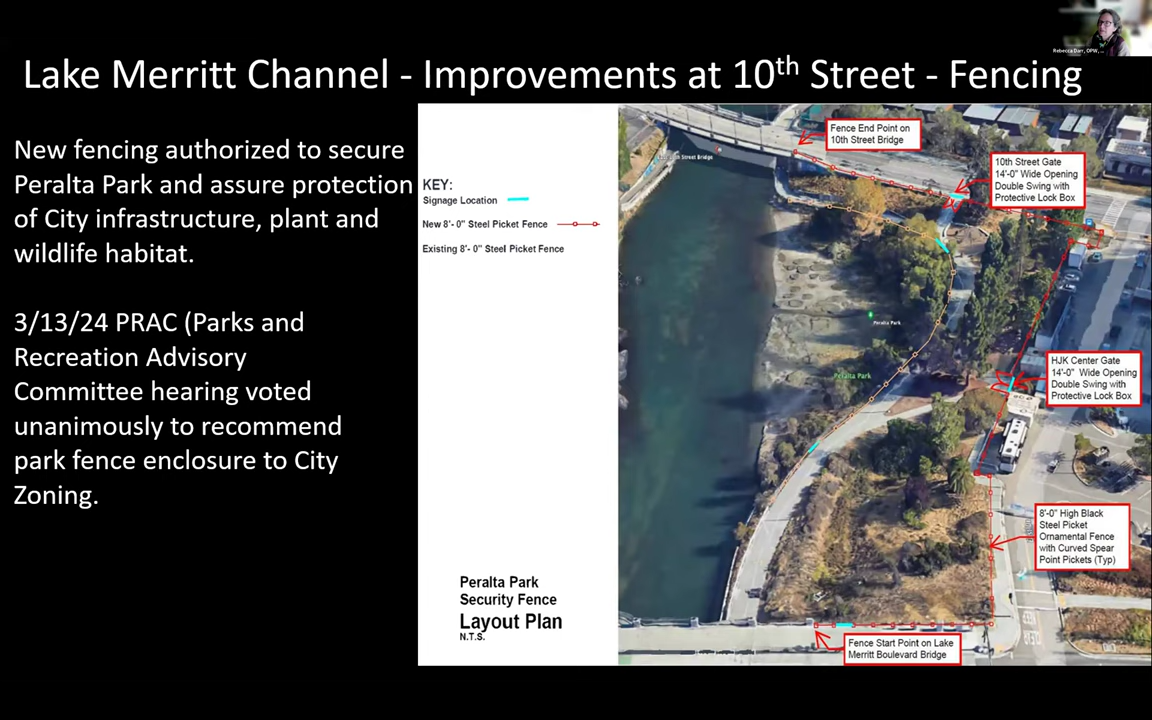 Rebecca Darr, OPW,
Lake Merritt Channel - Improvements at 10th Street - Fencing
New fencing authorized to secure
Peralta Park and assure protection
of City infrastructure, plant and
wildlife habitat.
3/13/24 PRAC (Parks and
Recreation Advisory
Committee hearing voted
unanimously to recommend
park fence enclosure to City
Zoning.
KEY:
Signage Location
New 8'- 0" Steel Picket Fence
Existing 8'- 0" Steel Picket Fence
Peralta Park
Security Fence
Layout Plan
N.T.S.
Fence End Point on
10th Street Bridge
10th Street Gate
14'-0" Wide Opening
Double Swing with
Protective Lock Box
Peralta Park
Peralta Park
HJK Center Gate
14'-0" Wide Opening
Double Swing with
Protective Lock Box
8'-0" High Black
Steel Picket
Ornamental Fence
with Curved Spear
Point Pickets (Typ)
Fence Start Point on Lake
Merritt Boulevard Bridge